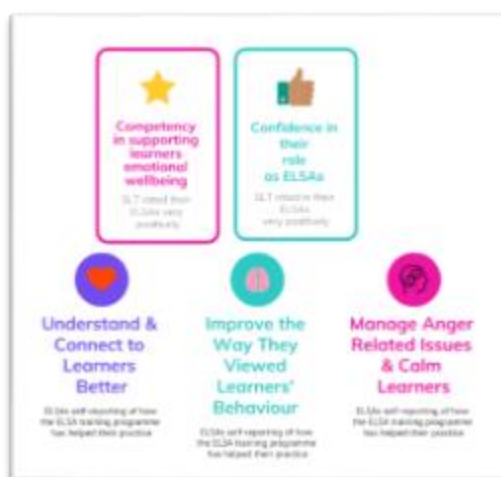 Competency
in supporting
learners
emotional
wellbeing
SLT rated their
ELSAs very
positively
Confidence in
their
role
as ELSAs
SLT rated in their
ELSAs
very positively
Understand &
Connect to
Learners
Better
ELSAs self-reporting of how
the ELSA training programme
has helped their practice
Improve the
Way They
Viewed
Learners'
Behaviour
ELSAs self-reporting of how
the ELSA training programme
has helped their practice
Manage Anger
Related Issues
& Calm
Learners
ELSAs self-reporting of how
the ELSA training programme
has helped their practice